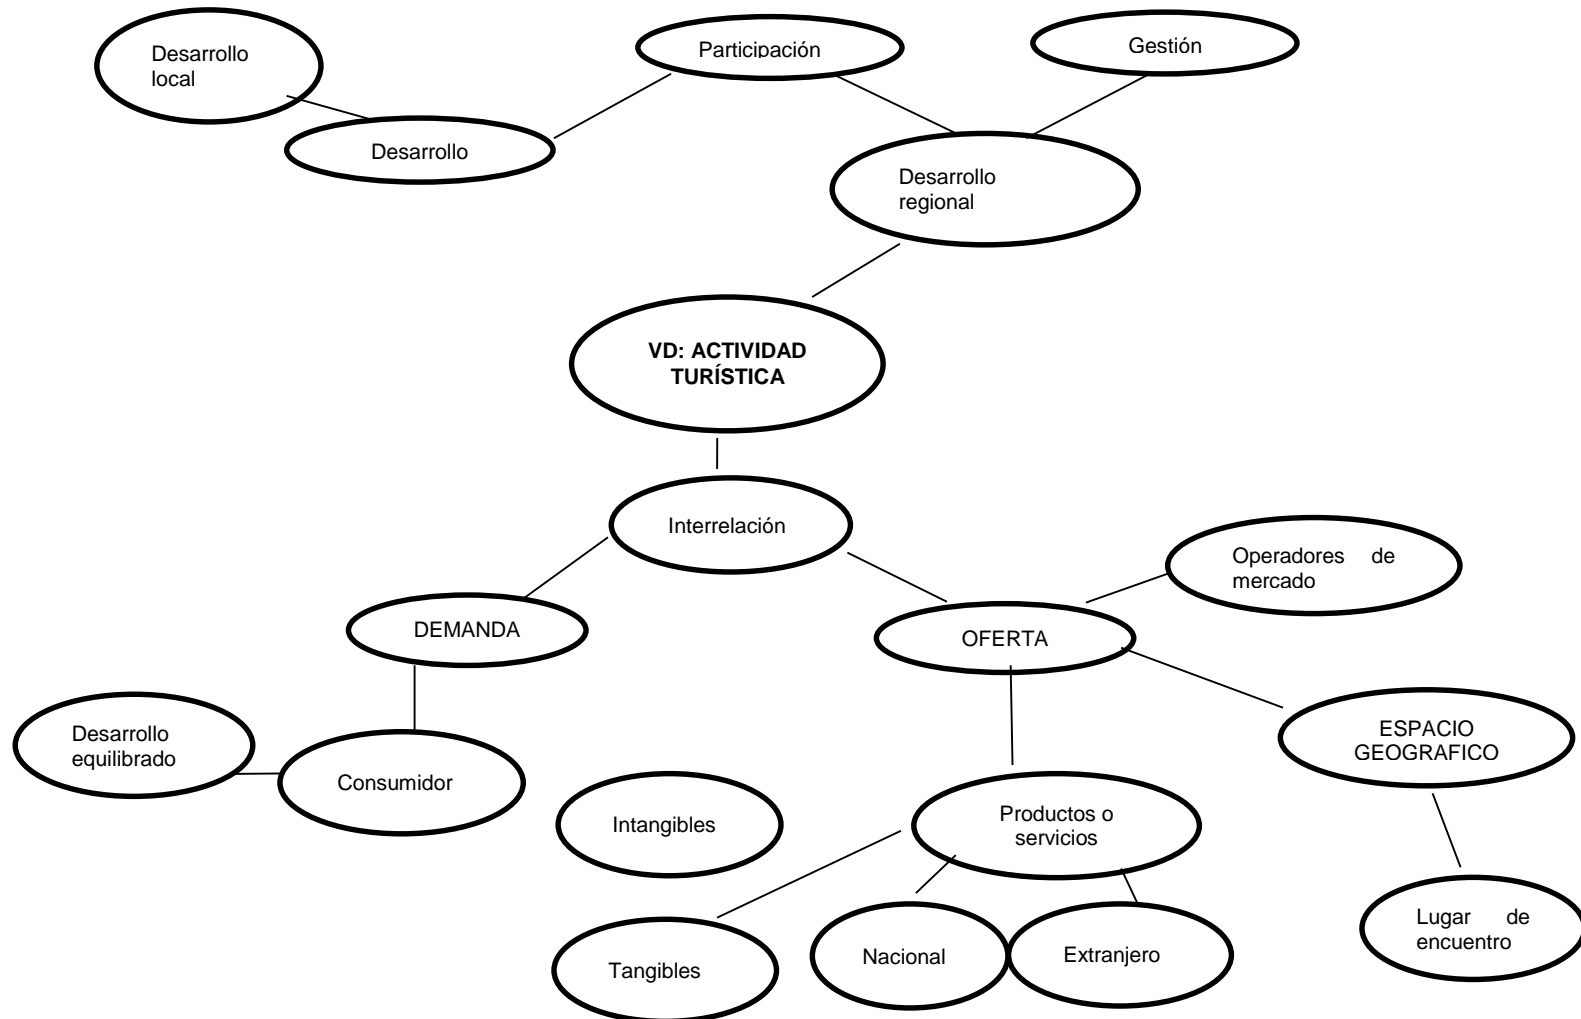 Desarrollo
local
Participación
Gestión
Desarrollo
Desarrollo
regional
VD: ACTIVIDAD
TURÍSTICA
Interrelación
Operadores de
mercado
DEMANDA
OFERTA
Desarrollo
equilibrado
ESPACIO
GEOGRAFICO
Consumidor
Intangibles
Productos o
servicios
Lugar de
encuentro
Tangibles
Nacional
Extranjero